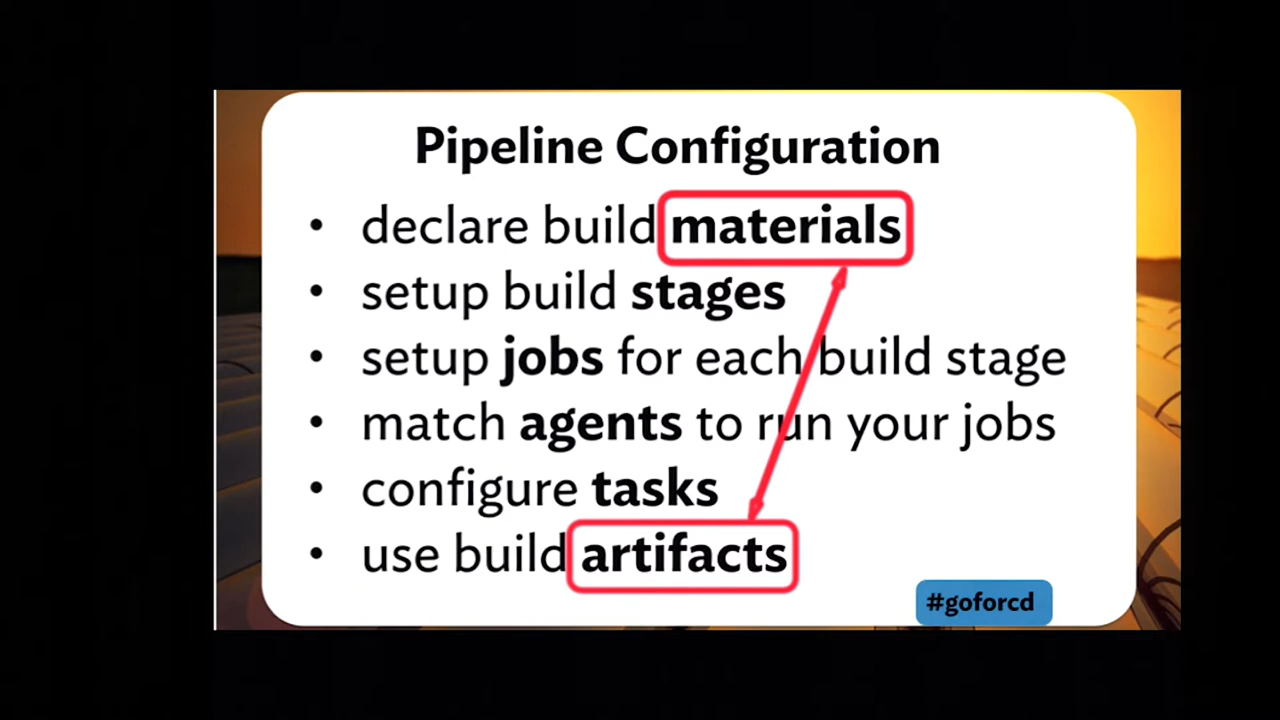 Pipeline Configuration
• declare build materials
• setup build stages
• setup jobs for each build stage
• match agents to run your jobs
• configure tasks
• use build artifacts
#goforcd